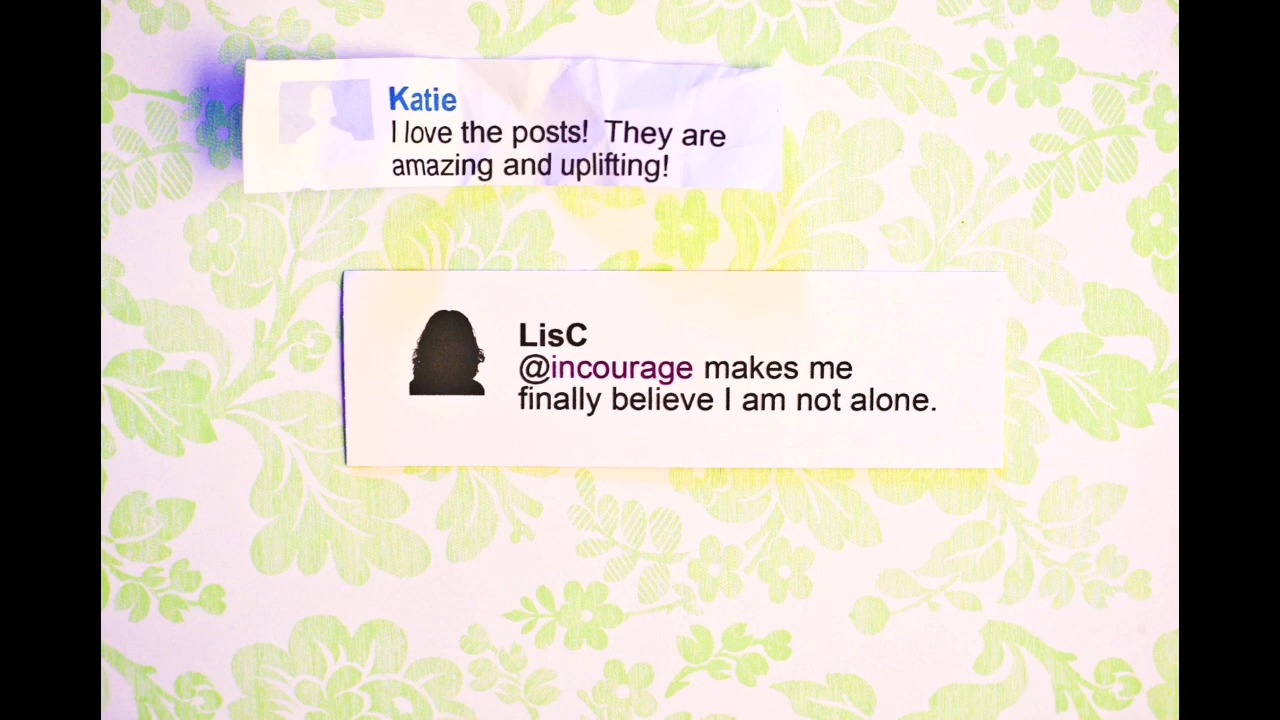 Katie
I love the posts! They are
amazing and uplifting!
LisC
@incourage makes me
finally believe I am not alone.